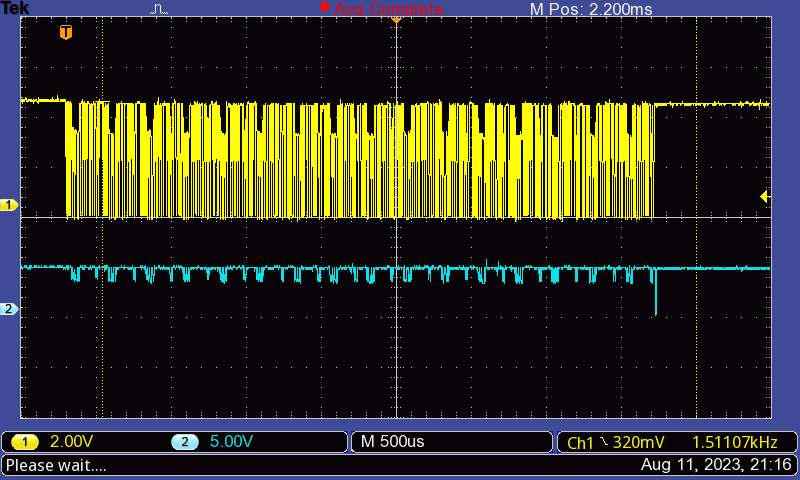 Tek Acq Complete M Pos: 2.200ms
T
1
2
1 2.00V 2 5.00V M 500us Ch1 320mV 1.51107kHz
Please wait.... Aug 11, 2023, 21:16